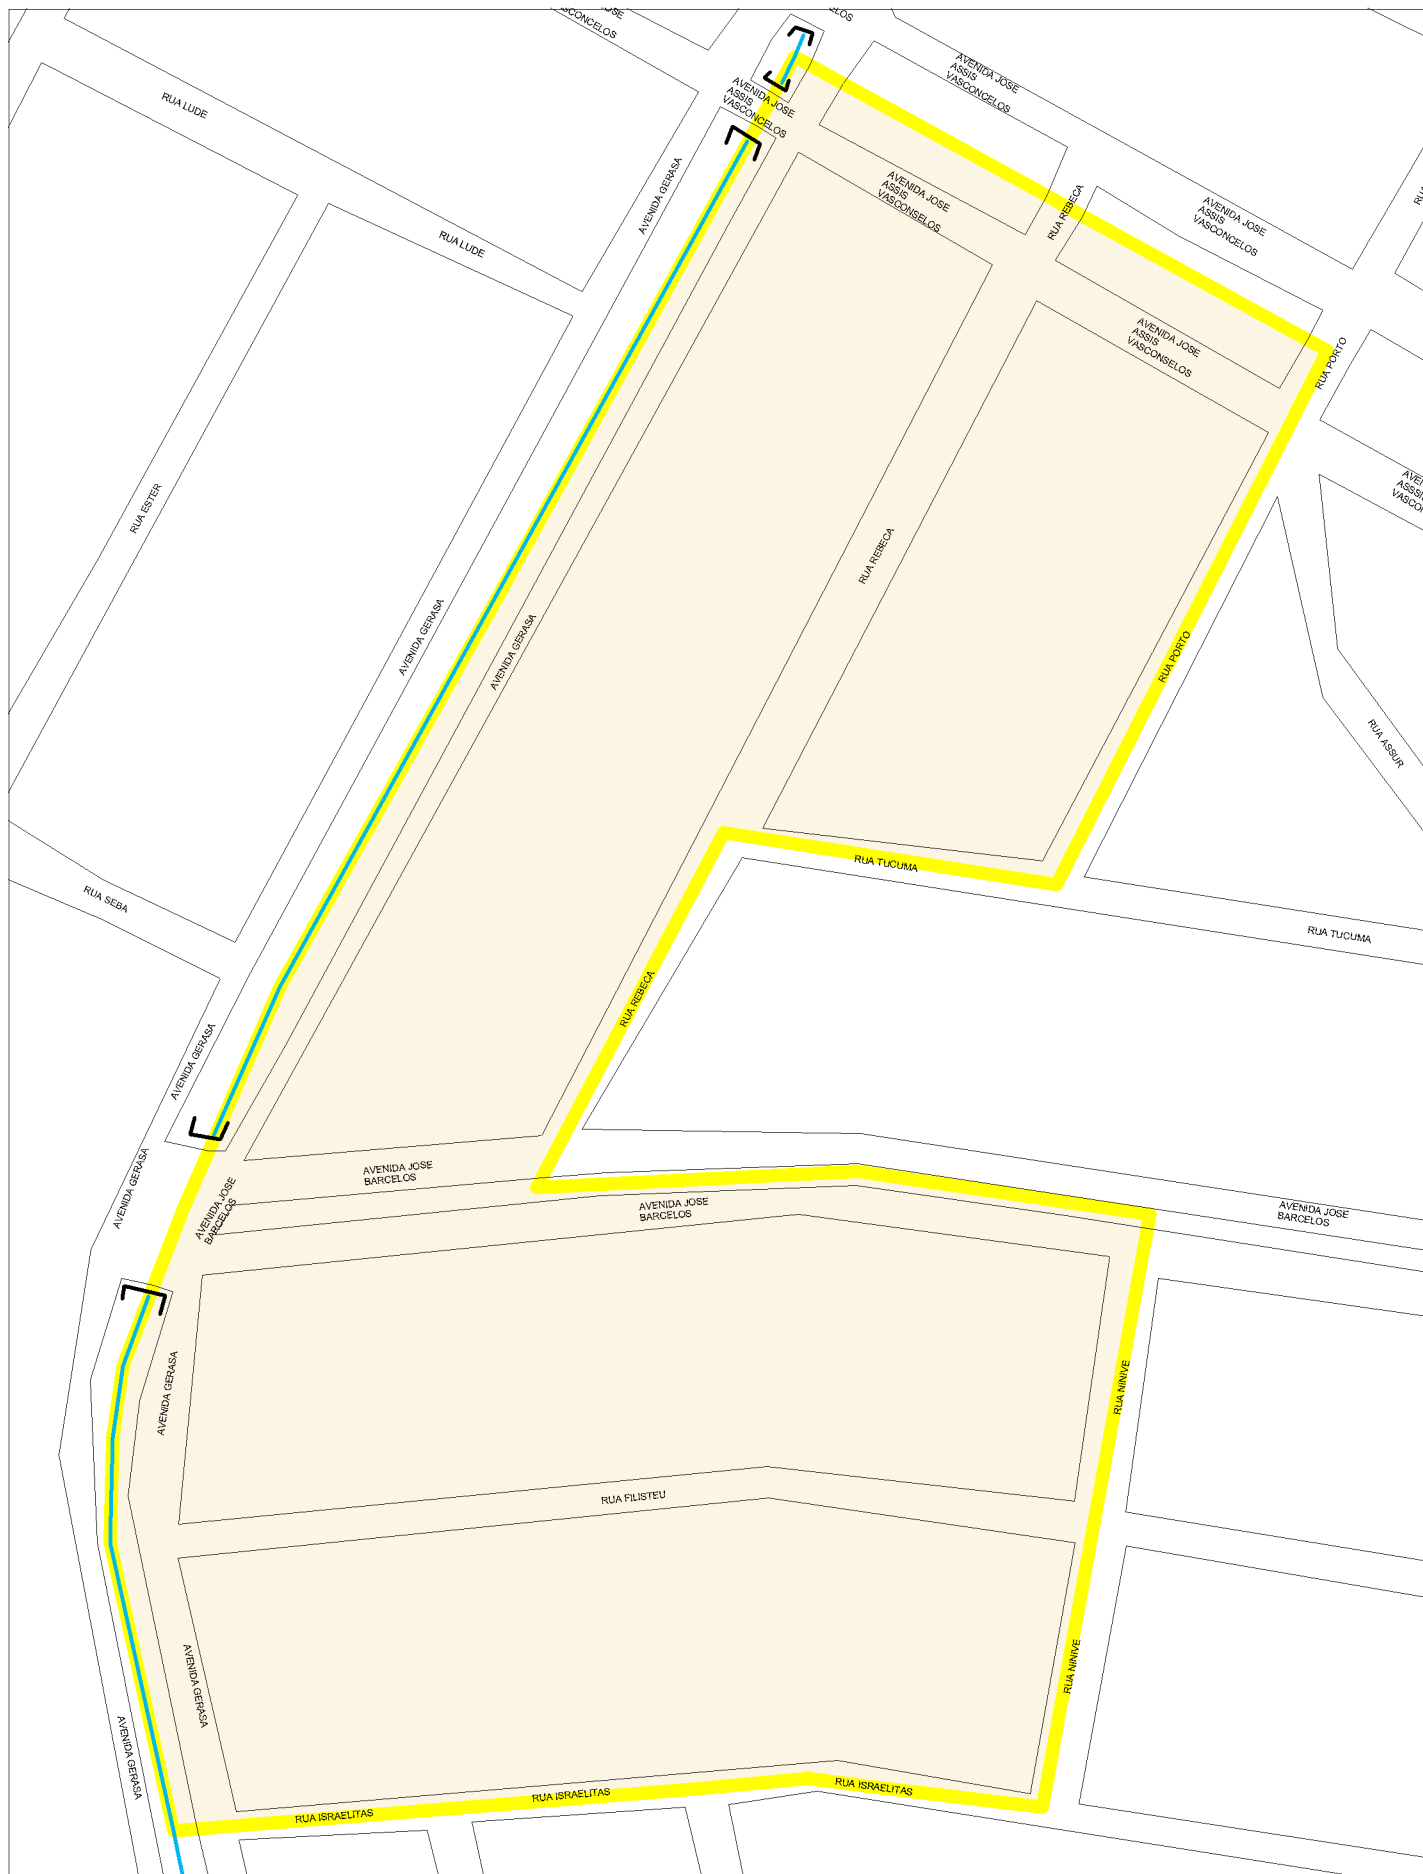 VASCONCELOS
AVENIDA JOSE
ASSIS
VASCONCELOS
RUA LUDE
AVENIDA JOSE
ASSIS
VASCONCELOS
AVENIDA GERASA
AVENIDA JOSE
ASSIS
VASCONSELOS
RUA REBECA
AVENIDA JOSE
ASSIS
VASCONCELOS
RUA LUDE
AVENIDA JOSE
ASSIS
VASCONSELOS
RUA PORTO
RUA ESTER
RUA REBECA
AVENIDA GERASA
AVENIDA GERASA
RUA PORTO
RUA ASSUR
RUA TUCUMA
RUA SEBA
RUA TUCUMA
RUA REBECA
AVENIDA GERASA
AVENIDA GERASA
AVENIDA JOSE
BARCELOS
AVENIDA JOSE
BARCELOS
AVENIDA JOSE
BARCELOS
AVENIDA JOSE
BARCELOS
AVENIDA GERASA
RUA NINIVE
RUA FILISTEU
AVENIDA GERASA
RUA NINIVE
AVENIDA GERASA
RUA ISRAELITAS
RUA ISRAELITAS
RUA ISRAELITAS